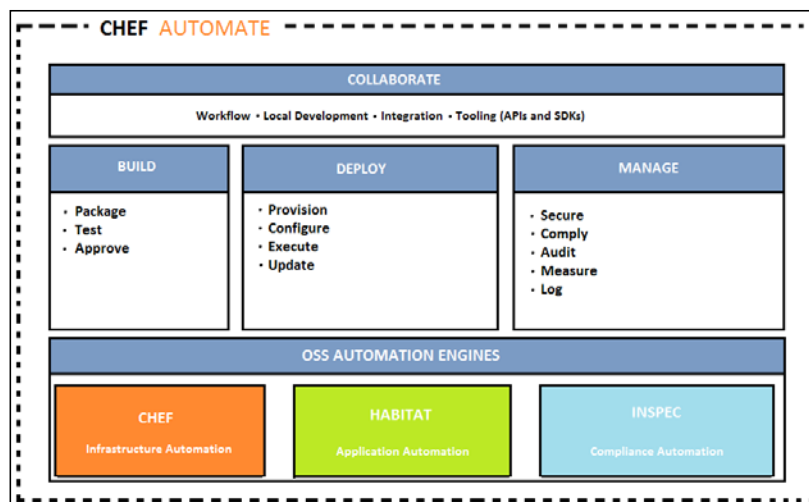 CHEF AUTOMATE
COLLABORATE
Workflow • Local Development • Integration • Tooling (APIs and SDKs)
BUILD
• Package
• Test
• Approve
DEPLOY
• Provision
• Configure
• Execute
• Update
MANAGE
• Secure
• Comply
• Audit
• Measure
• Log
OSS AUTOMATION ENGINES
CHEF
Infrastructure Automation
HABITAT
Application Automation
INSPEC
Compliance Automation